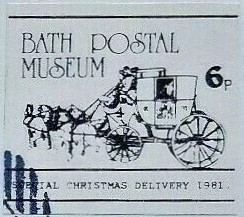 BATH POSTAL
MUSEUM
6P
SPECIAL CHRISTMAS DELIVERY 1981.